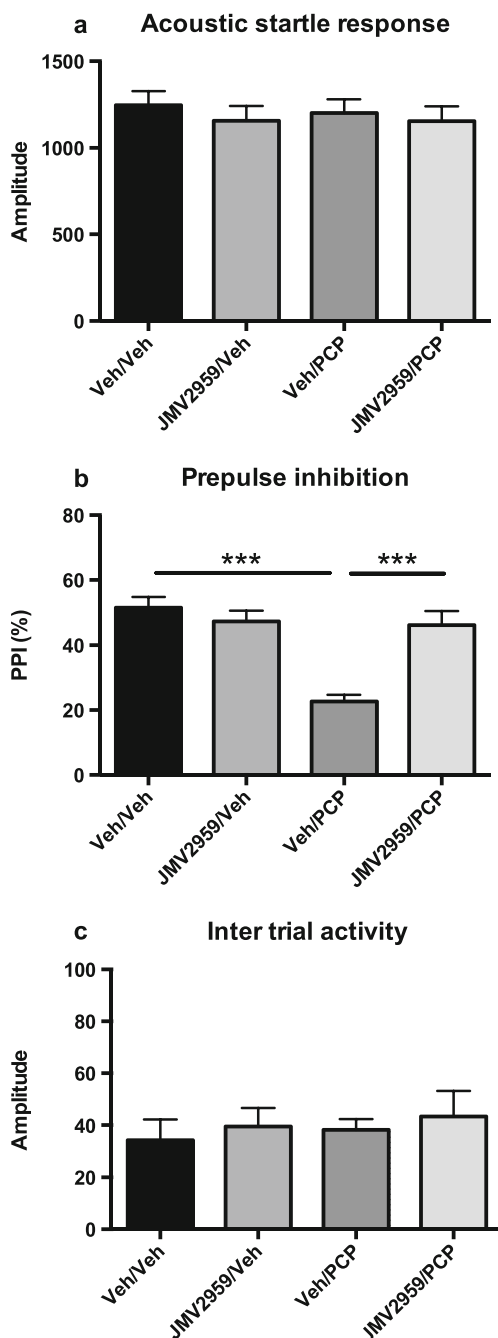 a Acoustic startle response
1500
1000
500
0
Amplitude
Veh/Veh
JMV2959/Veh
Veh/PCP
JMV2959/PCP
b Prepulse inhibition
80
60
40
20
0
PPI (%)
*** ***
Veh/Veh
JMV2959/Veh
Veh/PCP
JMV2959/PCP
c Inter trial activity
100
80
60
40
20
0
Amplitude
Veh/Veh
JMV2959/Veh
Veh/PCP
JMV2959/PCP